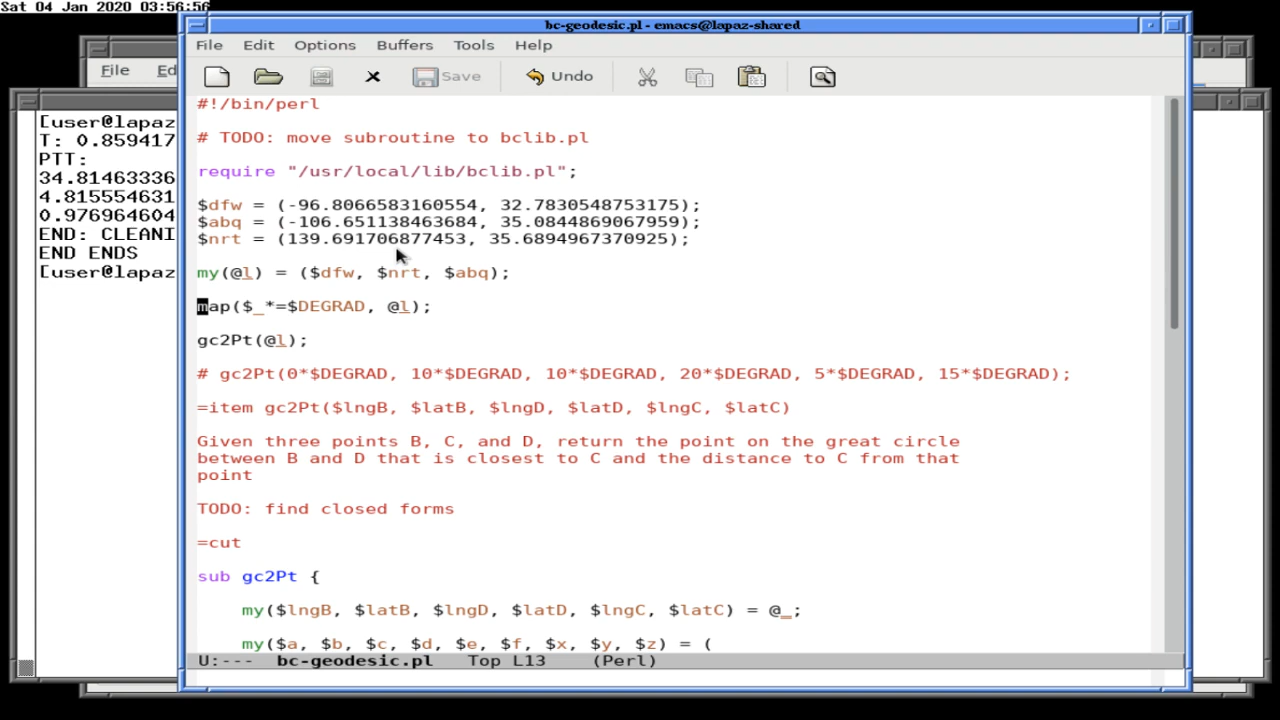 Sat 04 Jan 2020 03:56:56
bc-geodesic.pl - emacs@lapaz-shared
File Edit Options Buffers Tools Help
Save Undo
#!/bin/perl
# TODO: move subroutine to bclib.pl
require "/usr/local/lib/bclib.pl";
$dfw = (-96.8066583160554, 32.7830548753175);
$abq = (-106.651138463684, 35.0844869067959);
$nrt = (139.691706877453, 35.6894967370925);
my(@l) = ($dfw, $nrt, $abq);
map($_*=$DEGRAD, @l);
gc2Pt(@l);
# gc2Pt(0*$DEGRAD, 10*$DEGRAD, 10*$DEGRAD, 20*$DEGRAD, 5*$DEGRAD, 15*$DEGRAD);
=item gc2Pt($lngB, $latB, $lngD, $latD, $lngC, $latC)
Given three points B, C, and D, return the point on the great circle
between B and D that is closest to C and the distance to C from that
point
TODO: find closed forms
=cut
sub gc2Pt {
my($lngB, $latB, $lngD, $latD, $lngC, $latC) = @_;
my($a, $b, $c, $d, $e, $f, $x, $y, $z) = (
U:--- bc-geodesic.pl Top L13 (Perl)
File Ed
[user@lapaz
T: 0.859417
PTT:
34.81463336
4.815554631
0.976964604
END: CLEANI
END ENDS
[user@lapaz